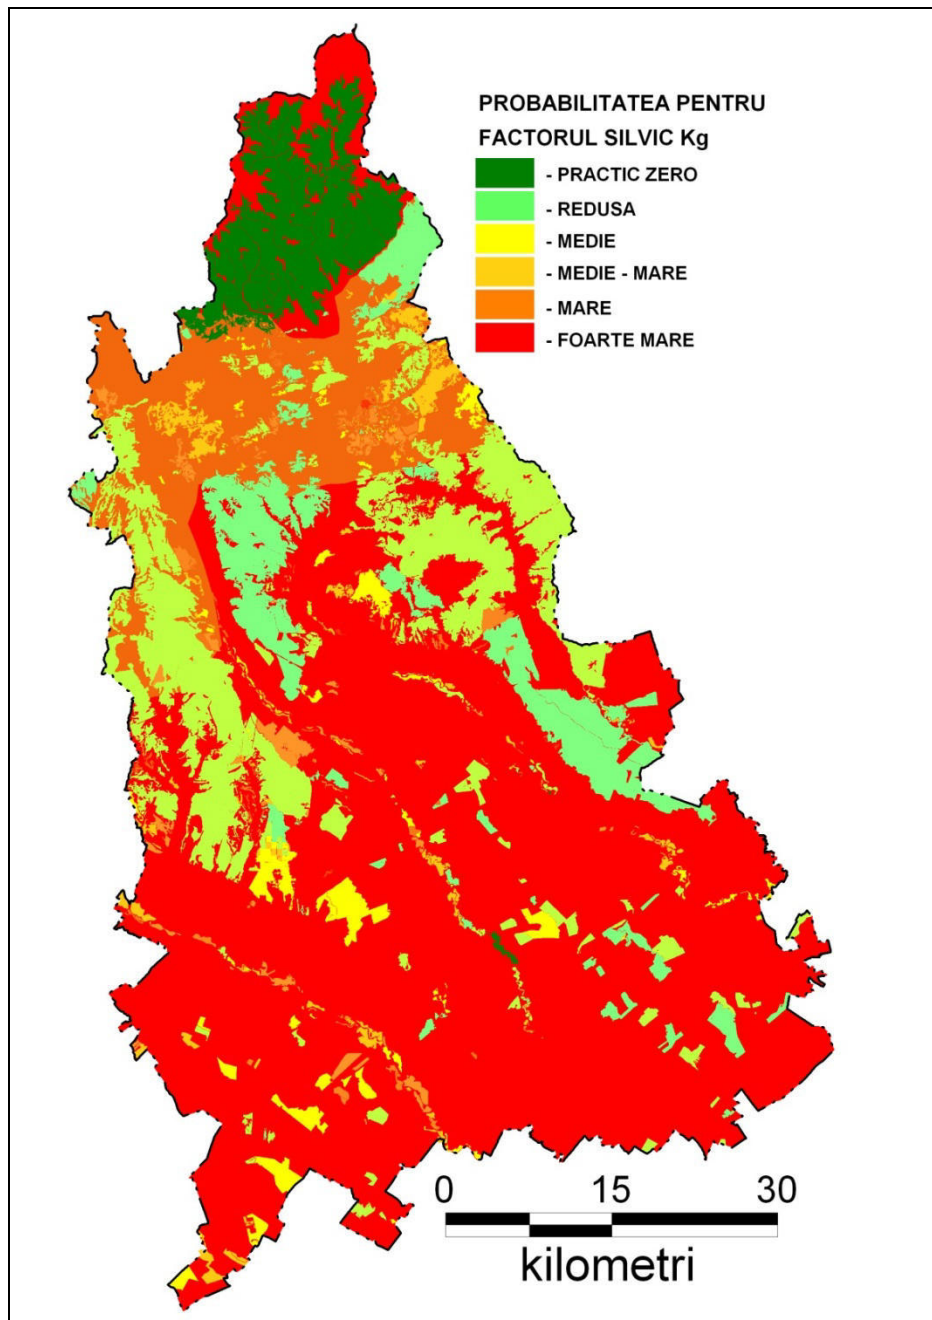 PROBABILITATEA PENTRU
FACTORUL SILVIC Kg
- PRACTIC ZERO
- REDUSA
- MEDIE
- MEDIE - MARE
- MARE
- FOARTE MARE
0 15 30
kilometri